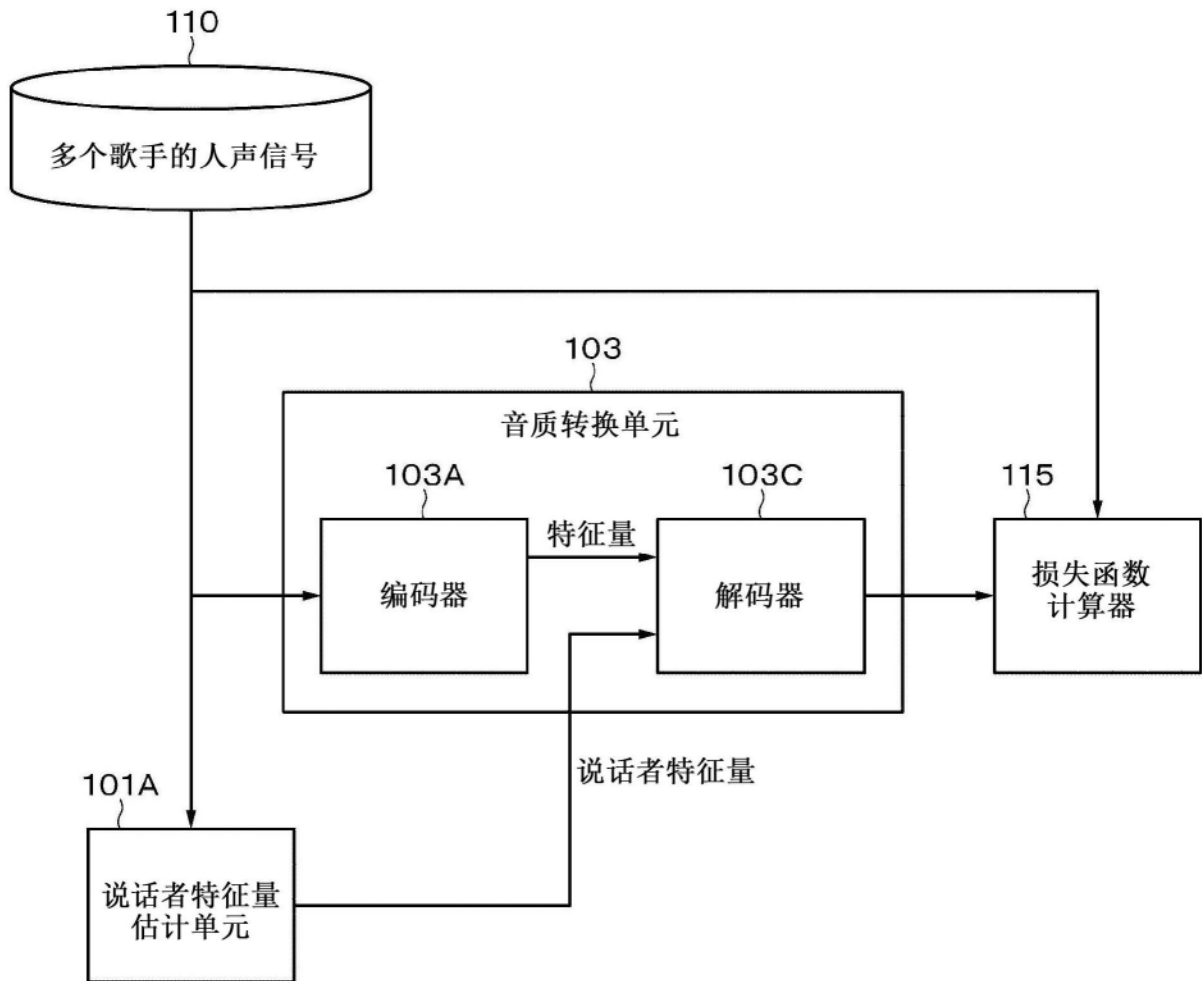 110
多个歌手的人声信号
103
音质转换单元
103A
103C
115
特征量
编码器
解码器
损失函数
计算器
说话者特征量
101A
说话者特征量
估计单元